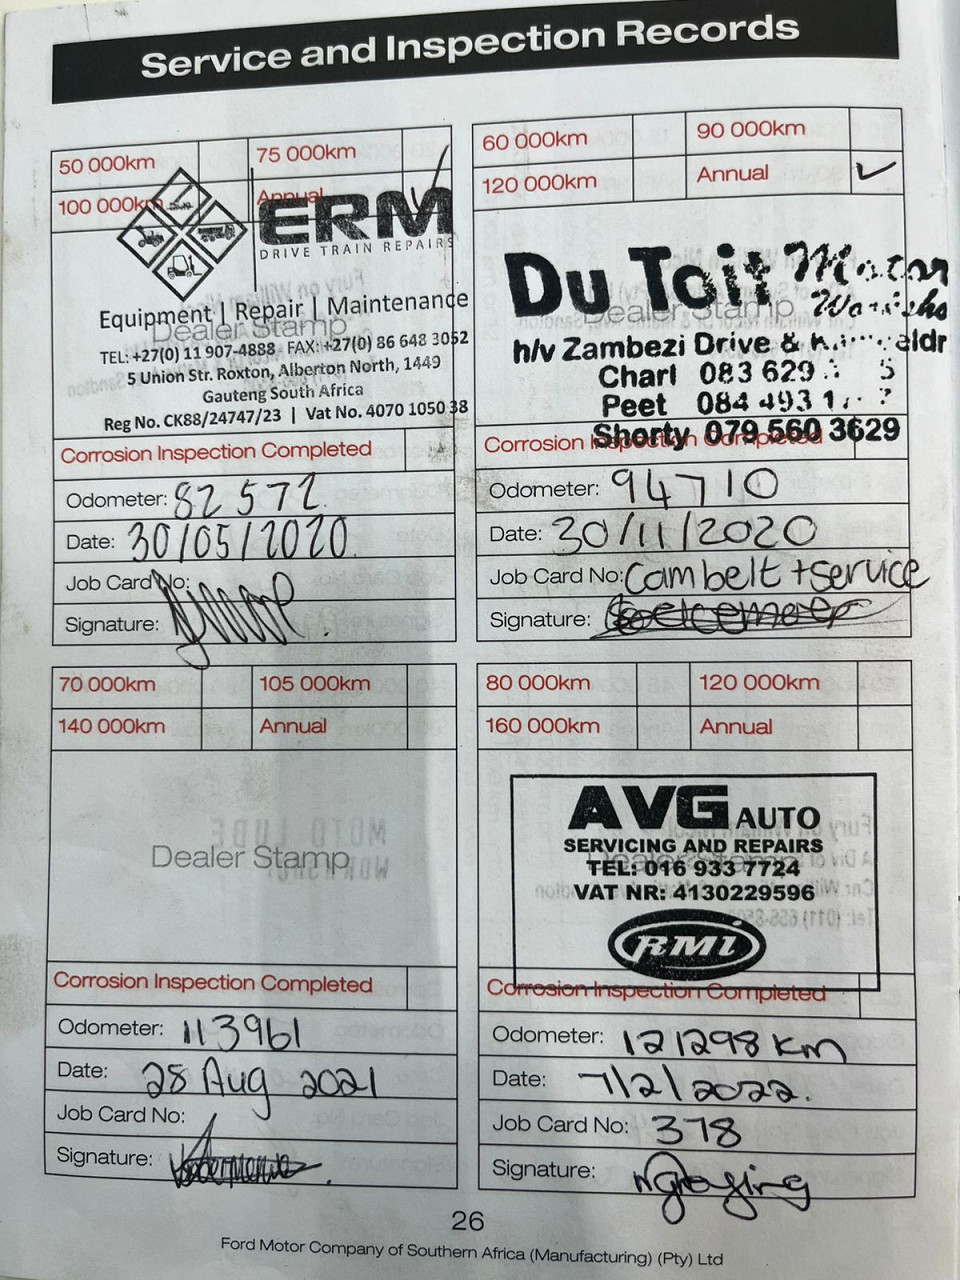 Service and Inspection Records
50 000km
75 000km
100 000km
Annual
ERM
DRIVE TRAIN REPAIRS
Equipment | Repair | Maintenance
Dealer Stamp
TEL: +27(0) 11 907-4888 FAX: +27(0) 86 648 3052
5 Union Str. Roxton, Alberton North, 1449
Gauteng South Africa
Reg No. CK88/24747/23 | Vat No. 4070 1050 38
Corrosion Inspection Completed
Odometer: 82 572
Date: 30/05/2020
Job Card No:
Signature:
60 000km
90 000km
120 000km
Annual
Du Toit Motor
Dealer Stamp
h/v Zambezi Drive &
Charl 083 629 5
Peet 084 493
Shorty 079 560 3629
Corrosion Inspection Completed
Odometer: 94710
Date: 30/11/2020
Job Card No: Cambelt + service
Signature:
70 000km
105 000km
140 000km
Annual
Dealer Stamp
Corrosion Inspection Completed
Odometer: 113961
Date: 28 Aug 2021
Job Card No:
Signature:
80 000km
120 000km
160 000km
Annual
AVG AUTO
SERVICING AND REPAIRS
Dealer Stamp
TEL: 016 933 7724
VAT NR: 4130229596
RMI
Corrosion Inspection Completed
Odometer: 121298 km
Date: 7/2/2022.
Job Card No: 378
Signature:
26
Ford Motor Company of Southern Africa (Manufacturing) (Pty) Ltd